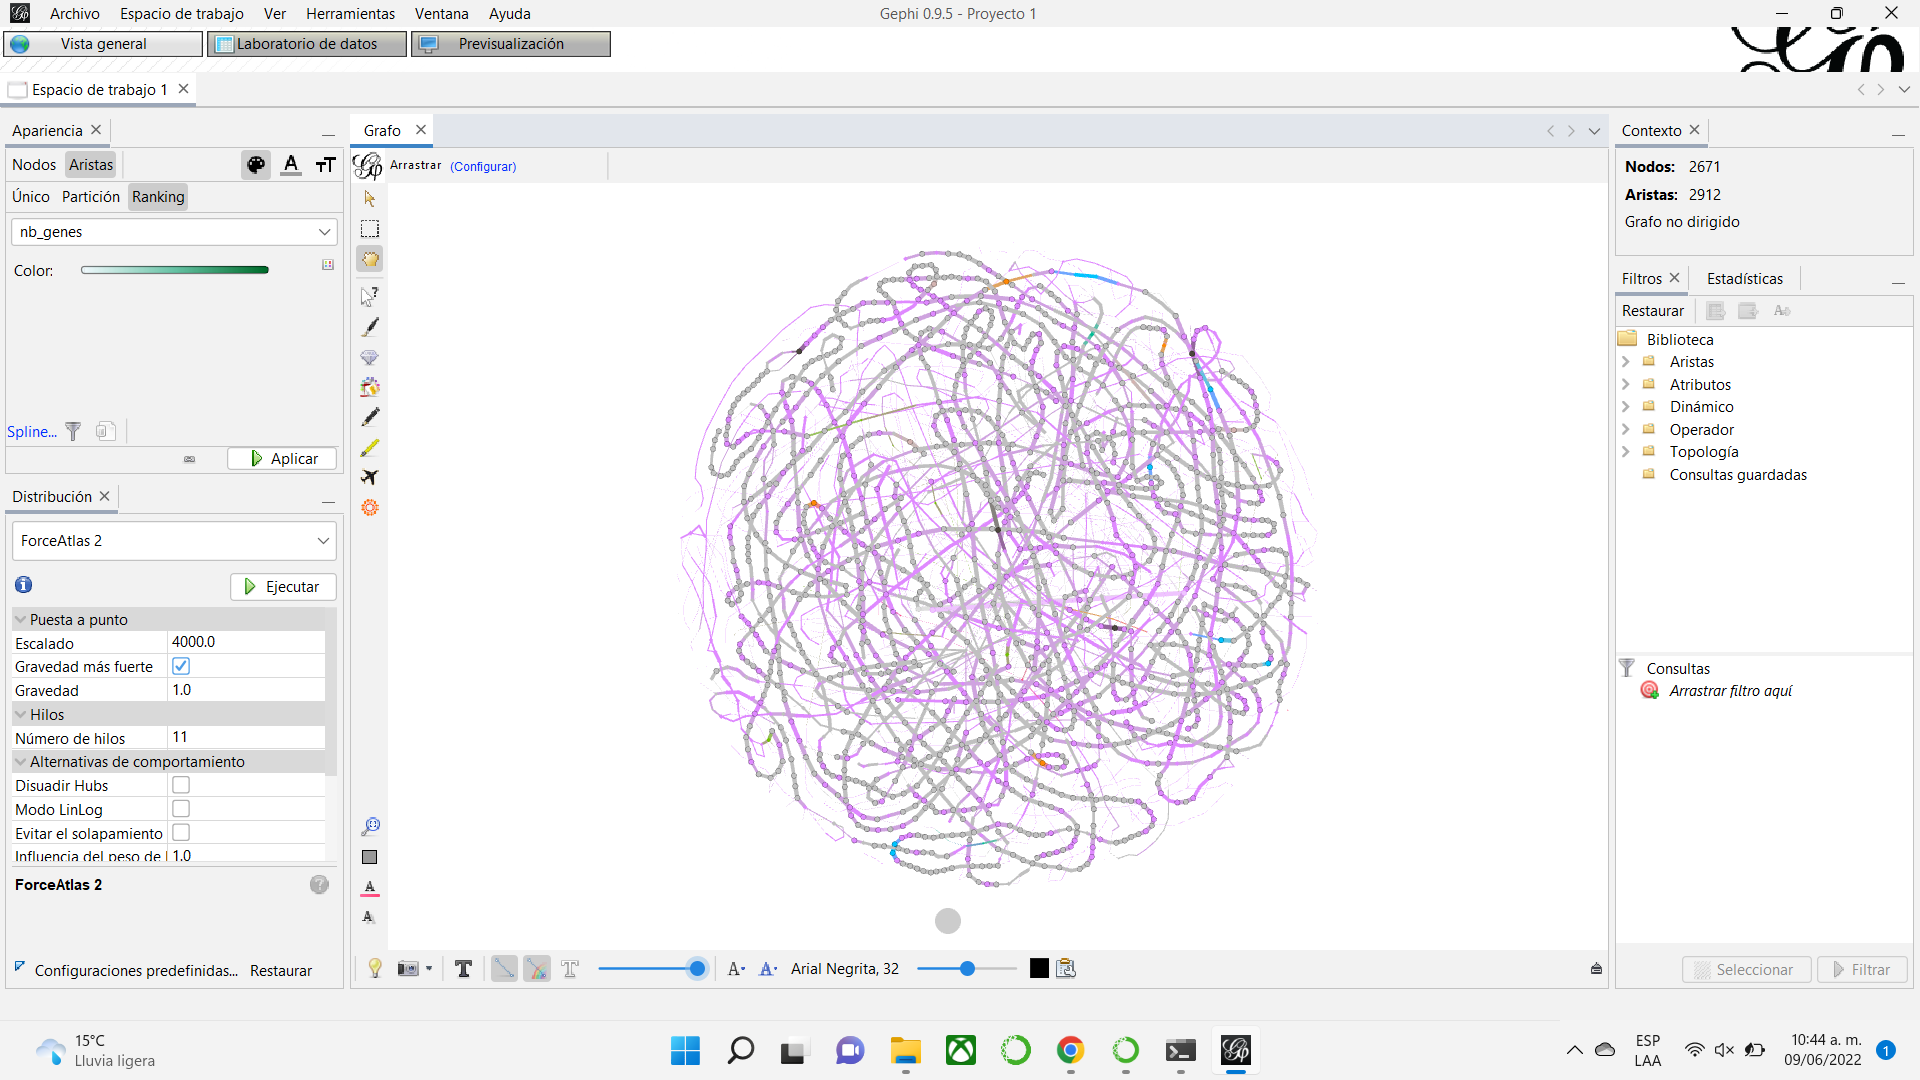 Archivo Espacio de trabajo Ver Herramientas Ventana Ayuda
Gephi 0.9.5 - Proyecto 1
Vista general
Laboratorio de datos
Previsualización
Espacio de trabajo 1
Apariencia
Nodos Aristas
Único Partición Ranking
nb_genes
Color:
Spline...
Aplicar
Distribución
ForceAtlas 2
Ejecutar
Puesta a punto
Escalado 4000.0
Gravedad más fuerte
Gravedad 1.0
Hilos
Número de hilos 11
Alternativas de comportamiento
Disuadir Hubs
Modo LinLog
Evitar el solapamiento
Influencia del peso de l 1.0
ForceAtlas 2
Configuraciones predefinidas... Restaurar
Grafo
Arrastrar (Configurar)
Arial Negrita, 32
Contexto
Nodos: 2671
Aristas: 2912
Grafo no dirigido
Filtros Estadísticas
Restaurar
Biblioteca
Aristas
Atributos
Dinámico
Operador
Topología
Consultas guardadas
Consultas
Arrastrar filtro aquí
Seleccionar Filtrar
15°C
Lluvia ligera
ESP
LAA
10:44 a. m.
09/06/2022
1